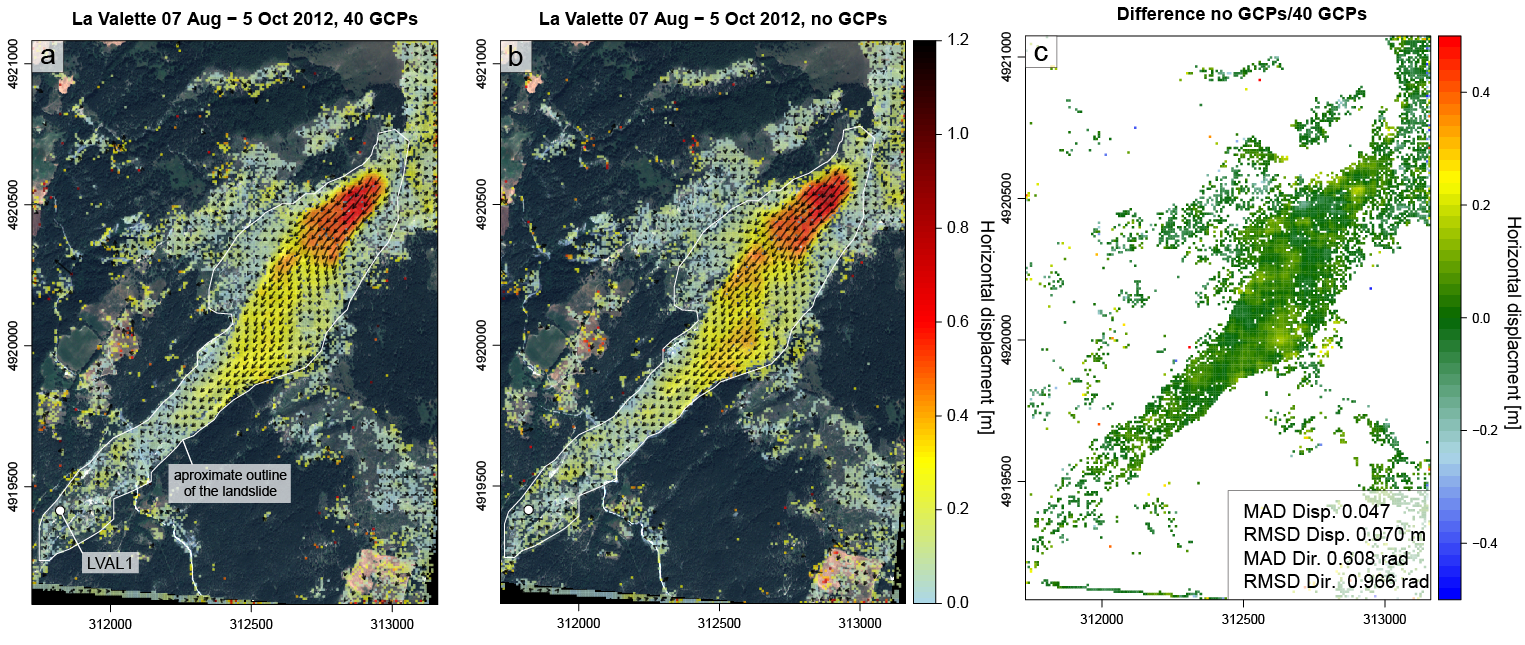 La Valette 07 Aug − 5 Oct 2012, 40 GCPs
a
4921000
4920500
4920000
4919500
312000
312500
313000
aproximate outline
of the landslide
LVAL1
La Valette 07 Aug − 5 Oct 2012, no GCPs
b
4921000
4920500
4920000
4919500
312000
312500
313000
1.2
1.0
0.8
0.6
0.4
0.2
0.0
Horizontal displacment [m]
Difference no GCPs/40 GCPs
c
4921000
4920500
4920000
4919500
312000
312500
313000
MAD Disp. 0.047
RMSD Disp. 0.070 m
MAD Dir. 0.608 rad
RMSD Dir. 0.966 rad
0.4
0.2
0.0
−0.2
−0.4
Horizontal displacment [m]